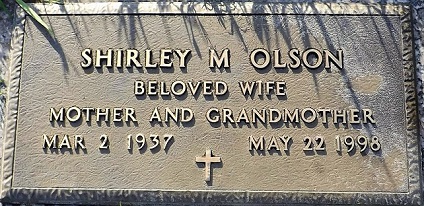 SHIRLEY M OLSON
BELOVED WIFE
MOTHER AND GRANDMOTHER
MAR 2 1937 MAY 22 1998